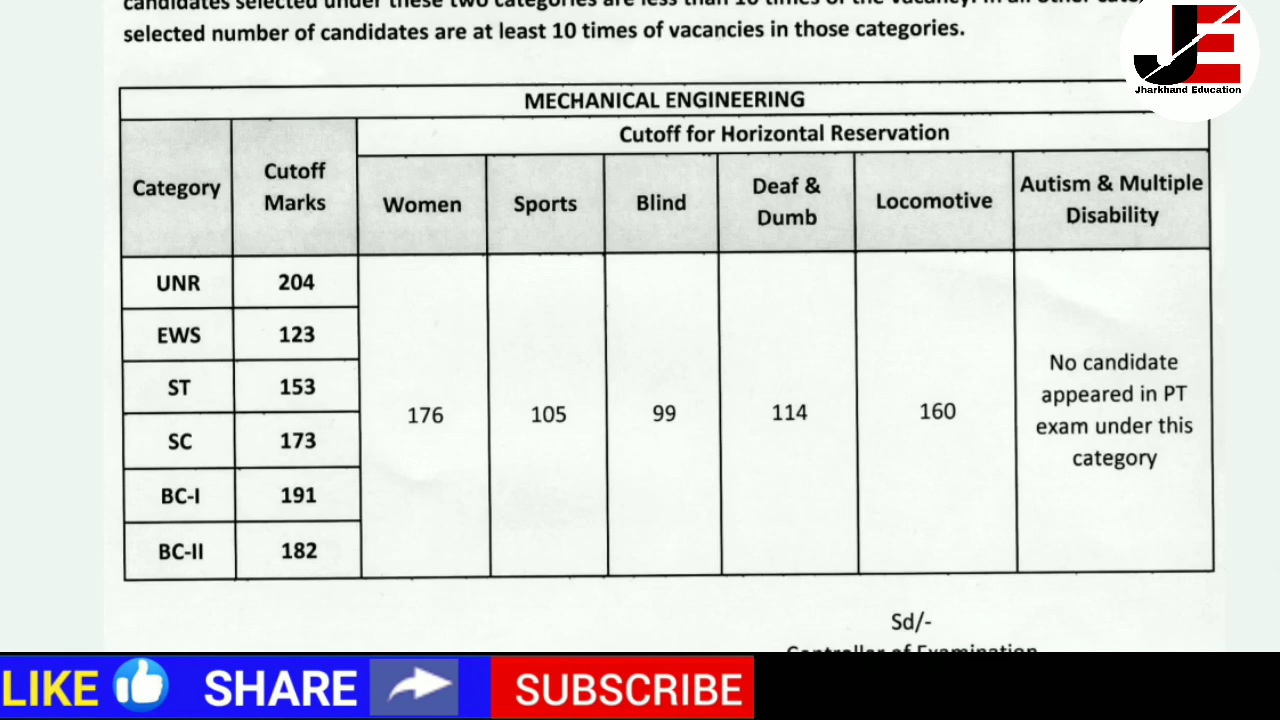 candidates selected under these two categories are less than 10 times of the vacancy. In all other
selected number of candidates are at least 10 times of vacancies in those categories.
JE
Jharkhand Education
MECHANICAL ENGINEERING
Category
Cutoff
Marks
Cutoff for Horizontal Reservation
Women
Sports
Blind
Deaf &
Dumb
Locomotive
Autism & Multiple
Disability
UNR 204
EWS 123
ST 153
SC 173
BC-I 191
BC-II 182
176
105
99
114
160
No candidate
appeared in PT
exam under this
category
Sd/-
Controller of Examination
LIKE SHARE SUBSCRIBE